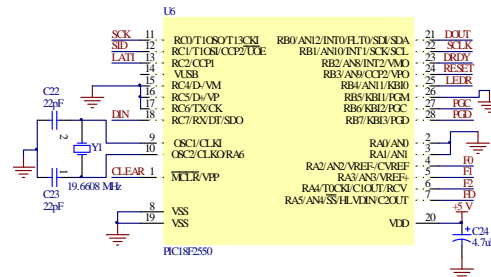 U6
SCK 11 RC0/T1OSO/T13CKI RB0/AN12/INT0/FLT0/SDI/SDA 21 DOUT
SID 12 RC1/T1OSI/CCP2/UOE RB1/AN10/INT1/SCK/SCL 22 SCLK
LATI 13 RC2/CCP1 RB2/AN8/INT2/VMO 23 DRDY
14 VUSB RB3/AN9/CCP2/VPO 24 RESET
15 RC4/D-/VM RB4/AN11/KBI0 25 LEDR
16 RC5/D+/VP RB5/KBI1/PGM 26
17 RC6/TX/CK RB6/KBI2/PGC 27 PGC
DIN 18 RC7/RX/DT/SDO RB7/KBI3/PGD 28 PGD
C22
22pF
2
Y1
9 OSC1/CLKI RA0/AN0 2
10 OSC2/CLKO/RA6 RA1/AN1 3
RA2/AN2/VREF-/CVREF 4 F0
C23
22pF
19.6608 MHz
CLEAR 1 MCLR/VPP RA3/AN3/VREF+ 5 F1
RA4/T0CKI/C1OUT/RCV 6 F2
RA5/AN4/SS/HLVDIN/C2OUT 7 FD
+5 V
8 VSS
19 VSS VDD 20
C24
4.7u
PIC18F2550